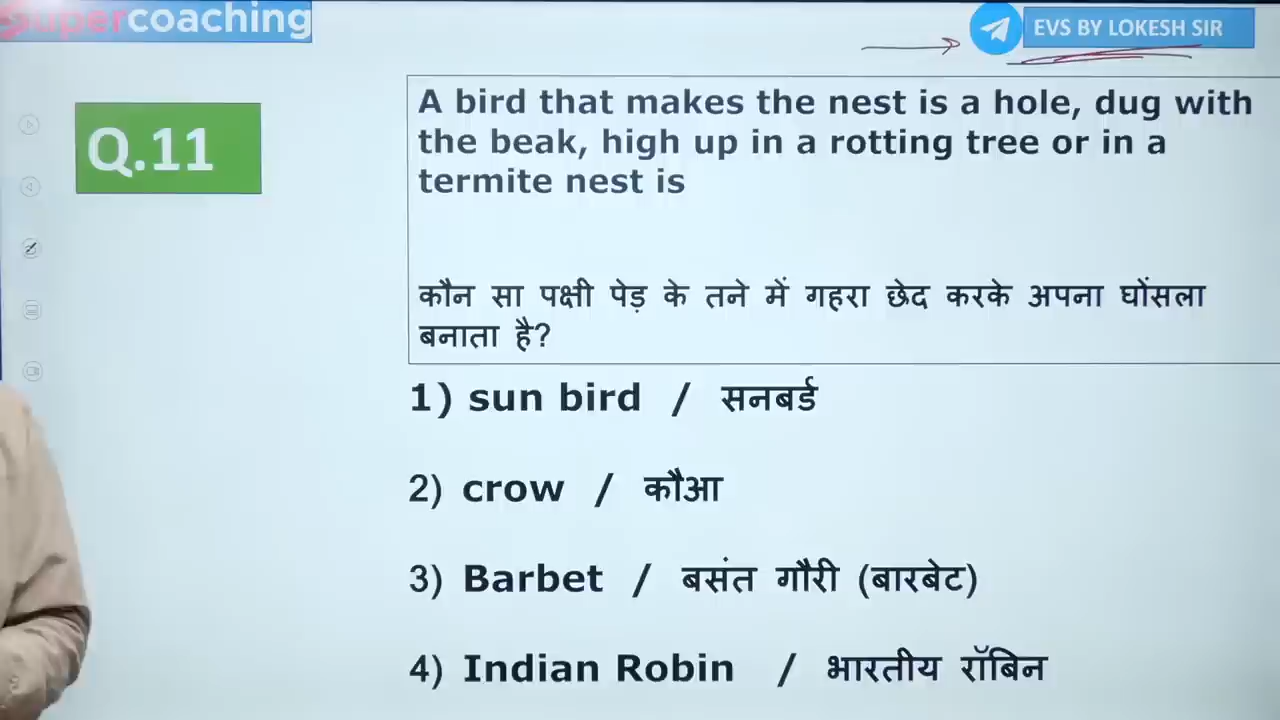 supercoaching
EVS BY LOKESH SIR
Q.11
A bird that makes the nest is a hole, dug with
the beak, high up in a rotting tree or in a
termite nest is
कौन सा पक्षी पेड़ के तने में गहरा छेद करके अपना घोंसला
बनाता है?
1) sun bird / सनबर्ड
2) crow / कौआ
3) Barbet / बसंत गौरी (बारबेट)
4) Indian Robin / भारतीय रॉबिन